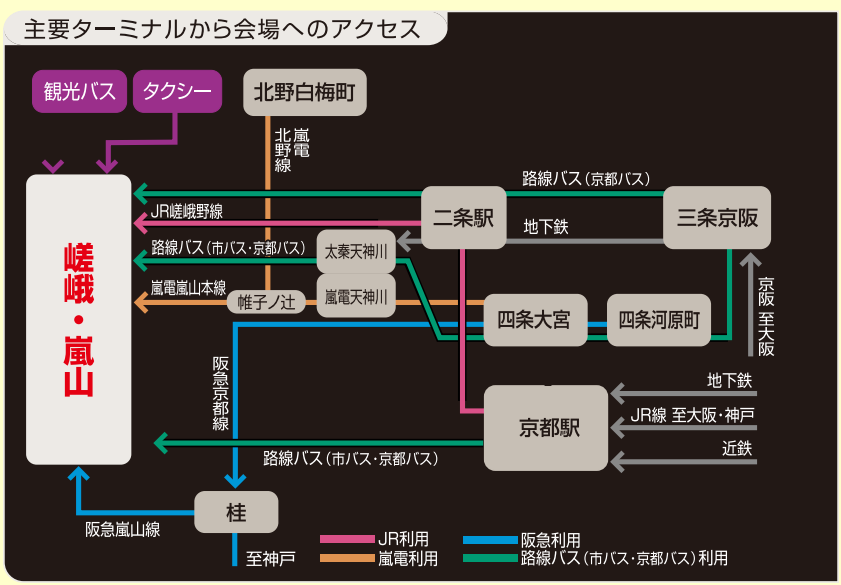 主要ターミナルから会場へのアクセス
観光バス
タクシー
北野白梅町
嵐電
北野線
路線バス（京都バス）
JR嵯峨野線
二条駅
三条京阪
地下鉄
路線バス（市バス・京都バス）
太秦天神川
嵐電嵐山本線
帷子ノ辻
嵐電天神川
四条大宮
四条河原町
京阪 至大阪
嵯峨・嵐山
阪急京都線
京都駅
地下鉄
JR線 至大阪・神戸
近鉄
路線バス（市バス・京都バス）
桂
阪急嵐山線
至神戸
JR利用
阪急利用
嵐電利用
路線バス（市バス・京都バス）利用